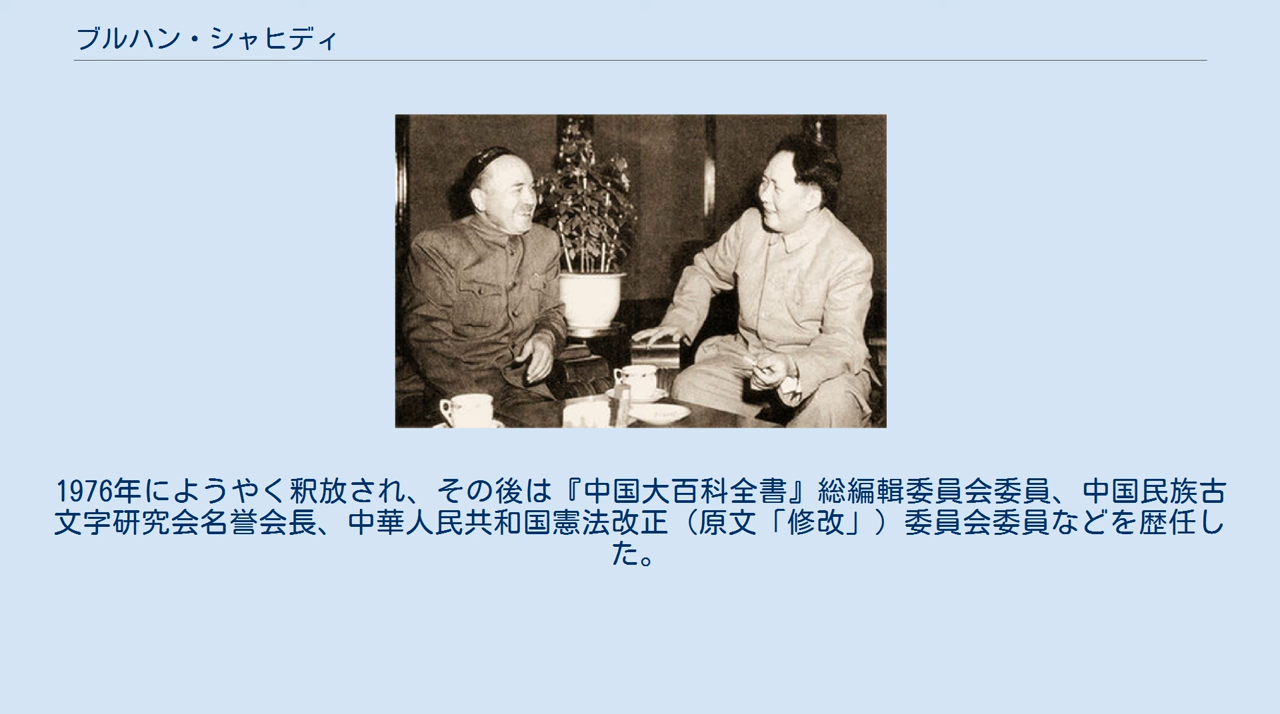 ブルハン・シャヒディ
1976年にようやく釈放され、その後は『中国大百科全書』総編輯委員会委員、中国民族古
文字研究会名誉会長、中華人民共和国憲法改正（原文「修改」）委員会委員などを歴任し
た。